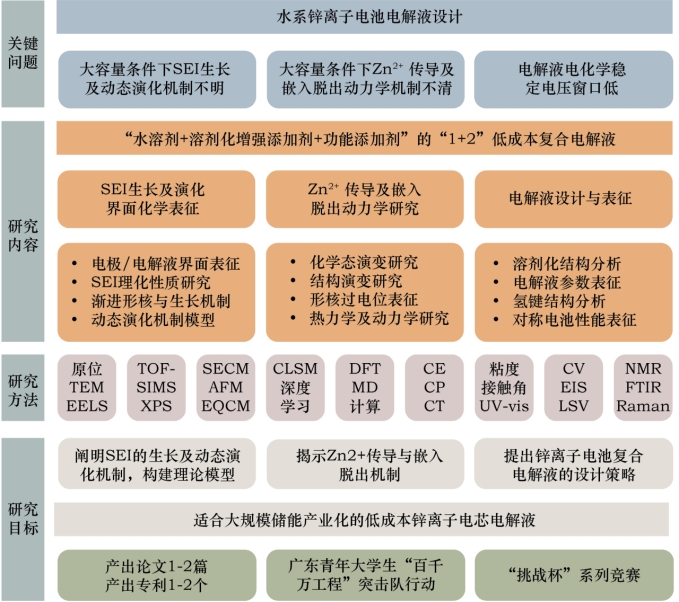 关键
问题
水系锌离子电池电解液设计
大容量条件下SEI生长
及动态演化机制不明
大容量条件下Zn²⁺ 传导及
嵌入脱出动力学机制不清
电解液电化学稳
定电压窗口低
研究
内容
“水溶剂+溶剂化增强添加剂+功能添加剂”的“1+2”低成本复合电解液
SEI生长及演化
界面化学表征
Zn²⁺ 传导及嵌入
脱出动力学研究
电解液设计与表征
• 电极/电解液界面表征
• SEI理化性质研究
• 渐进形核与生长机制
• 动态演化机制模型
• 化学态演变研究
• 结构演变研究
• 形核过电位表征
• 热力学及动力学研究
• 溶剂化结构分析
• 电解液参数表征
• 氢键结构分析
• 对称电池性能表征
研究
方法
原位
TEM
EELS
TOF-
SIMS
XPS
SECM
AFM
EQCM
CLSM
深度
学习
DFT
MD
计算
CE
CP
CT
粘度
接触角
UV-vis
CV
EIS
LSV
NMR
FTIR
Raman
研究
目标
阐明SEI的生长及动态演
化机制，构建理论模型
揭示Zn2+传导与嵌入
脱出机制
提出锌离子电池复合
电解液的设计策略
适合大规模储能产业化的低成本锌离子电芯电解液
产出论文1-2篇
产出专利1-2个
广东青年大学生“百千
万工程”突击队行动
“挑战杯”系列竞赛